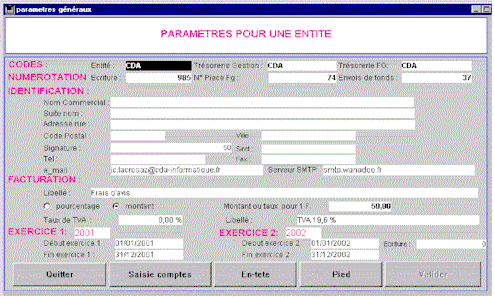 parametres généraux
PARAMETRES POUR UNE ENTITE
CODES : Entité : CDA Trésorerie Gestion : CDA Trésorerie FG : CDA
NUMEROTATION Ecriture : 985 N° Piece Fg : 74 Envois de fonds : 37
IDENTIFICATION :
Nom Commercial :
Suite nom :
Adresse rue :
Code Postal Ville
Signature : 50 Siret :
Tel : Fax :
e_mail Serveur SMTP smtp.wanadoo.fr
FACTURATION :
Libellé : Frais d'avis
pourcentage montant Montant ou taux pour 1 F. 50,00
Taux de TVA : 0,00 % Libellé : TVA 19,6 %
EXERCICE 1: 2001 EXERCICE 2: 2002
Début exercice 1 01/01/2001 Debut exercice 2 01/31/2002 Ecriture : 0
Fin exercice 1 : 31/12/2001 Fin exercice 2 31/12/2002
Quitter Saisie comptes En-tete Pied Valider